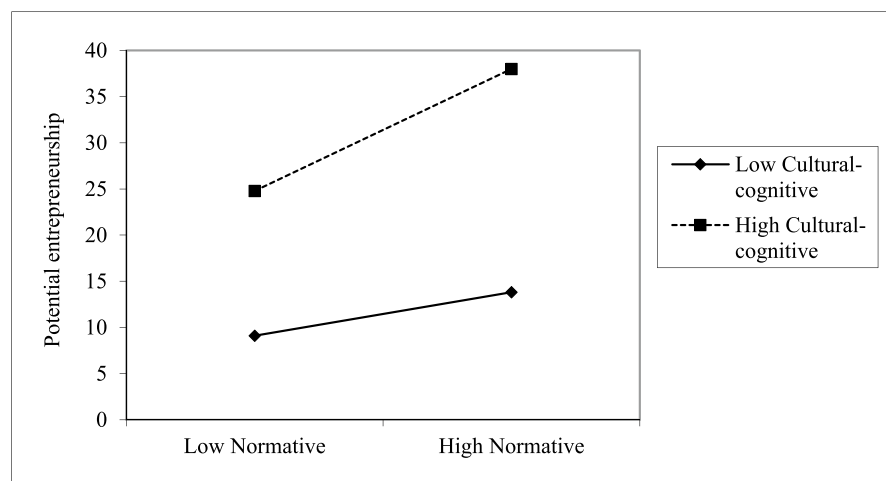 40
35
30
25
20
15
10
5
0
Potential entrepreneurship
Low Normative
High Normative
Low Cultural-
cognitive
High Cultural-
cognitive